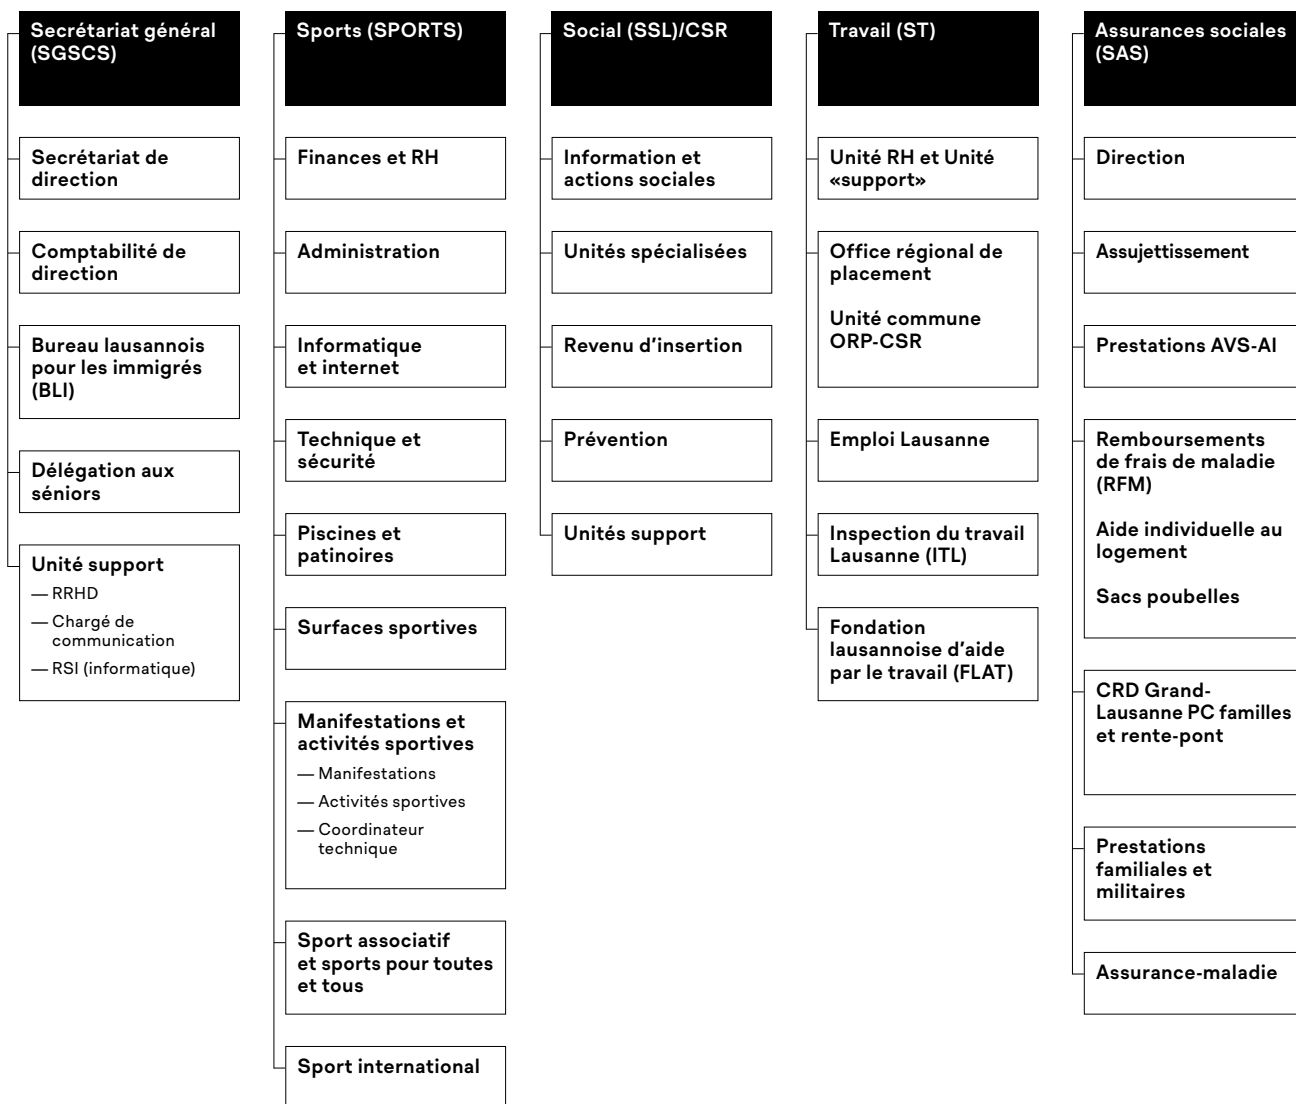 Secrétariat général
(SGSCS)
Secrétariat de
direction
Comptabilité de
direction
Bureau lausannois
pour les immigrés
(BLI)
Délégation aux
séniors
Unité support
— RRHD
— Chargé de
communication
— RSI (informatique)
Sports (SPORTS)
Finances et RH
Administration
Informatique
et internet
Technique et
sécurité
Piscines et
patinoires
Surfaces sportives
Manifestations et
activités sportives
— Manifestations
— Activités sportives
— Coordinateur
technique
Sport associatif
et sports pour toutes
et tous
Sport international
Social (SSL)/CSR
Information et
actions sociales
Unités spécialisées
Revenu d'insertion
Prévention
Unités support
Travail (ST)
Unité RH et Unité
«support»
Office régional de
placement
Unité commune
ORP-CSR
Emploi Lausanne
Inspection du travail
Lausanne (ITL)
Fondation
lausannoise d'aide
par le travail (FLAT)
Assurances sociales
(SAS)
Direction
Assujettissement
Prestations AVS-AI
Remboursements
de frais de maladie
(RFM)
Aide individuelle au
logement
Sacs poubelles
CRD Grand-
Lausanne PC familles
et rente-pont
Prestations
familiales et
militaires
Assurance-maladie